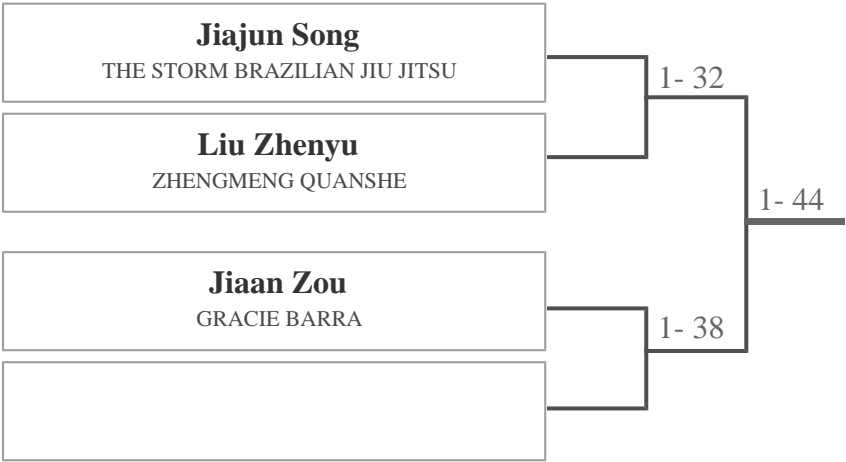 Jiajun Song
THE STORM BRAZILIAN JIU JITSU
1- 32
Liu Zhenyu
ZHENGMENG QUANSHE
1- 44
Jiaan Zou
GRACIE BARRA
1- 38